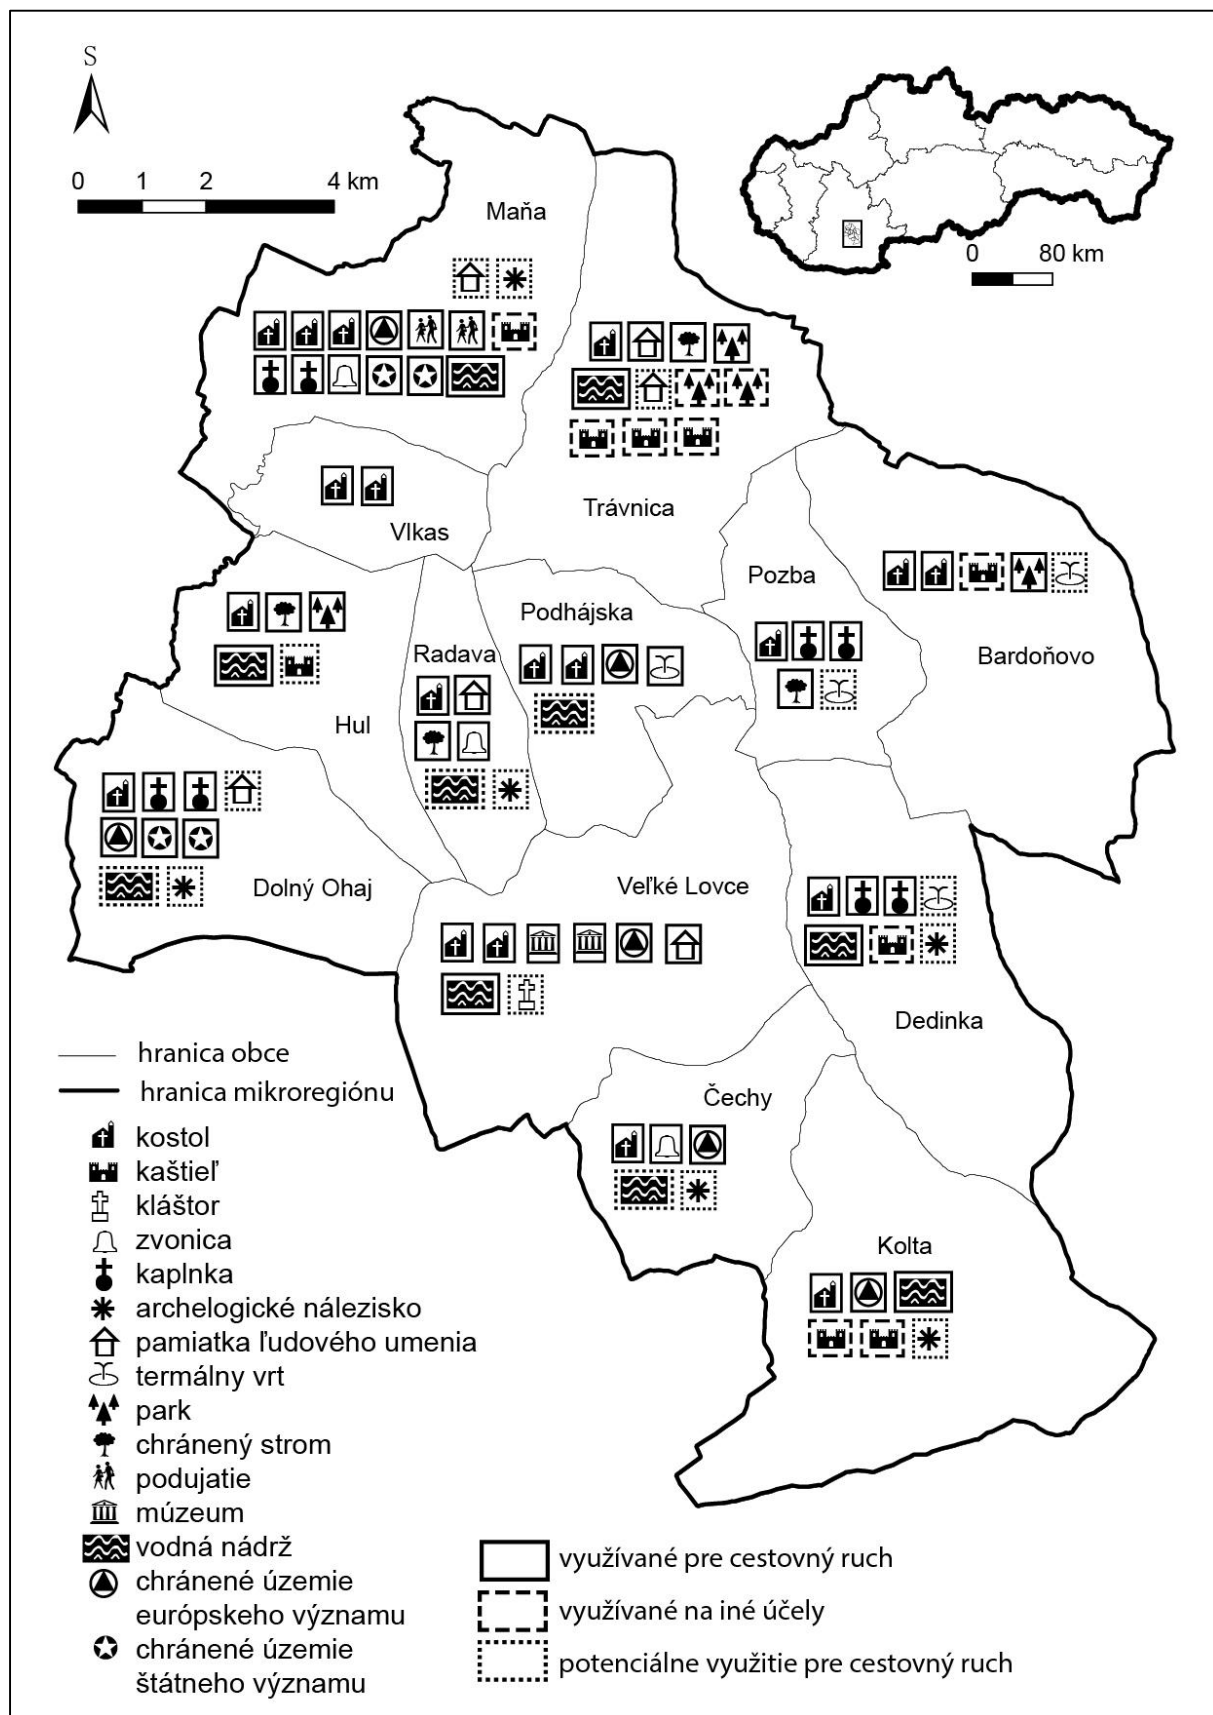 S
0 1 2 4 km
0 80 km
Maňa
Trávnica
Vlkas
Pozba
Podhájska
Radava
Bardoňovo
Hul
Dolný Ohaj
Veľké Lovce
Dedinka
Čechy
Kolta
hranica obce
hranica mikroregiónu
kostol
kaštieľ
kláštor
zvonica
kaplnka
archelogické nálezisko
pamiatka ľudového umenia
termálny vrt
park
chránený strom
podujatie
múzeum
vodná nádrž
chránené územie
európskeho významu
chránené územie
štátneho významu
využívané pre cestovný ruch
využívané na iné účely
potenciálne využitie pre cestovný ruch